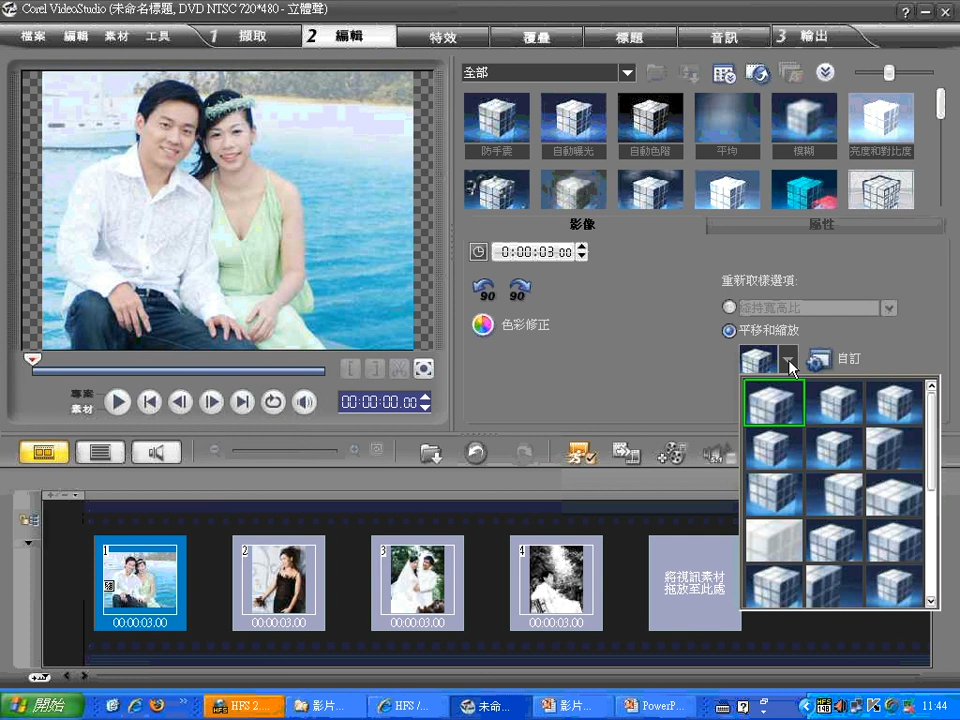 Corel VideoStudio (未命名標題, DVD NTSC 720*480 - 立體聲)
檔案 編輯 素材 工具 1 擷取 2 編輯 特效 覆疊 標題 音訊 3 輸出
全部
防手震 自動曝光 自動色階 平均 模糊 亮度和對比度
影像 屬性
0:00:03.00
90 90
重新取樣選項:
維持寬高比
色彩修正
平移和縮放
自訂
專案
素材
00:00:00.00
1 2 3 4
將視訊素材
拖放至此處
00:00:03.00 00:00:03.00 00:00:03.00 00:00:03.00
開始 HFS 2.... 影片... HFS /... 未命... 影片... PowerP... 11:44